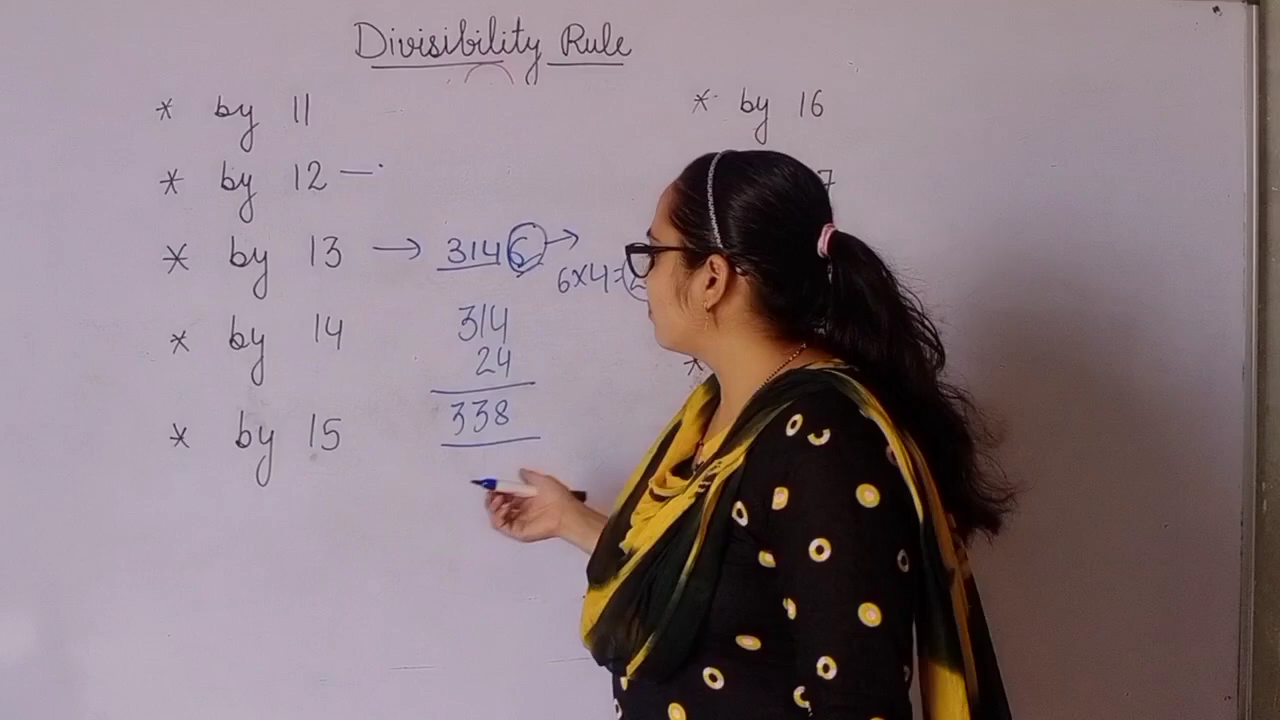 Divisibility Rule
* by 11
* by 12 —
* by 13 → 3146 →
6×4=
314
24
338
* by 14
* by 15
* by 16
7
*